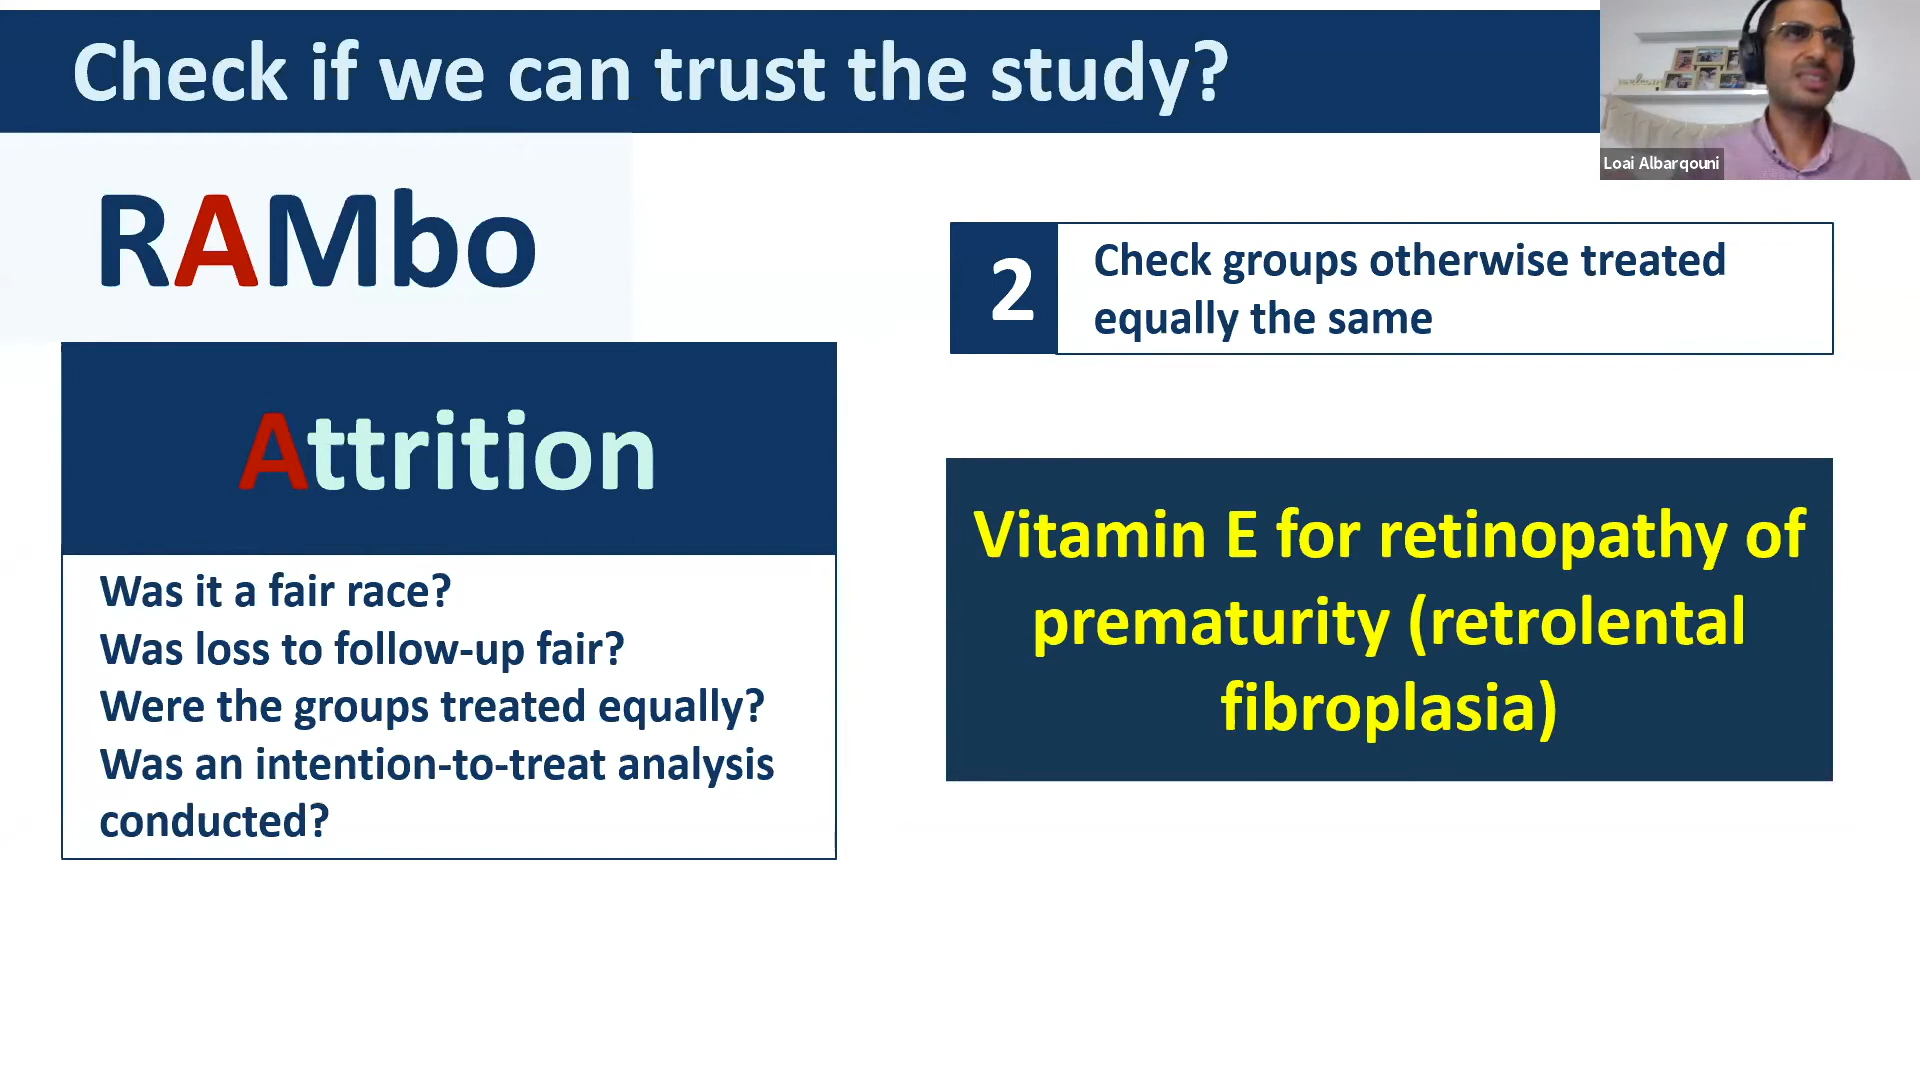 Check if we can trust the study?
Loai Albarqouni
RAMbo
Attrition
Was it a fair race?
Was loss to follow-up fair?
Were the groups treated equally?
Was an intention-to-treat analysis
conducted?
2
Check groups otherwise treated
equally the same
Vitamin E for retinopathy of
prematurity (retrolental
fibroplasia)